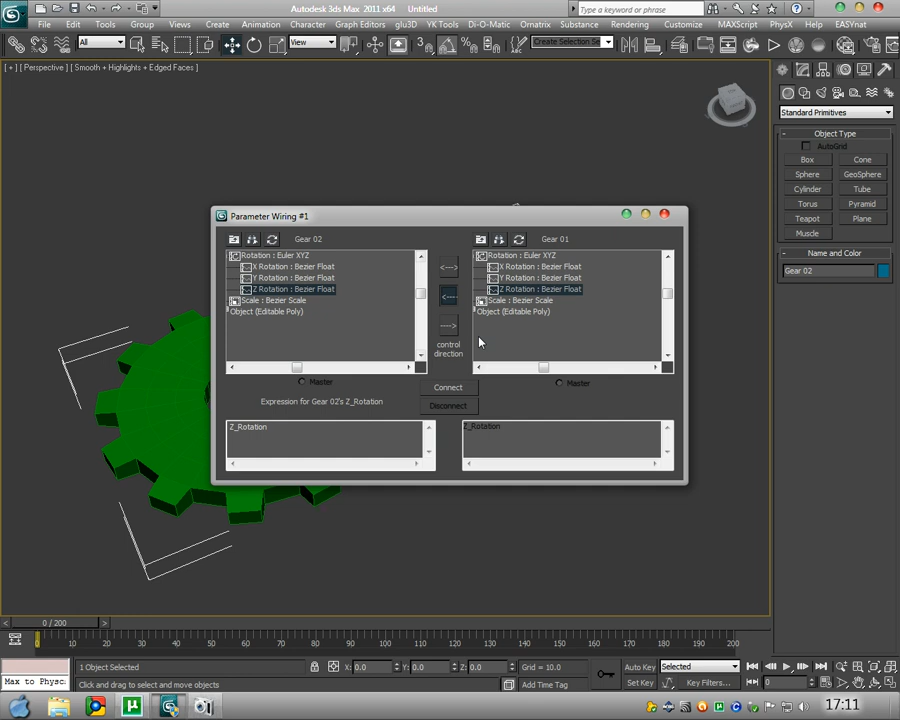 Autodesk 3ds Max 2011 x64
Untitled
Type a keyword or phrase
File Edit Tools Group Views Create Animation Character glu3D YK Tools Di-O-Matic Ornatrix Substance Rendering Customize MAXScript PhysX EASYnat
All
View
3
Create Selection Se
[ + ] [ Perspective ] [ Smooth + Highlights + Edged Faces ]
Standard Primitives
Object Type
AutoGrid
Box Cone
Sphere GeoSphere
Cylinder Tube
Torus Pyramid
Teapot Plane
Muscle
Name and Color
Gear 02
Parameter Wiring #1
Gear 02
Gear 01
Rotation : Euler XYZ
X Rotation : Bezier Float
Y Rotation : Bezier Float
Z Rotation : Bezier Float
Scale : Bezier Scale
Object (Editable Poly)
Rotation : Euler XYZ
X Rotation : Bezier Float
Y Rotation : Bezier Float
Z Rotation : Bezier Float
Scale : Bezier Scale
Object (Editable Poly)
<--->
<----
---->
control
direction
Master
Connect
Master
Expression for Gear 02's Z_Rotation
Disconnect
Z_Rotation
Z_Rotation
0 / 200
0 10 20 30 40 50 60 70 80 90 100 110 120 130 140 150 160 170 180 190 200
1 Object Selected
X: 0.0 Y: 0.0 Z: 0.0
Grid = 10.0
Auto Key Selected
Max to Physc
Click and drag to select and move objects
Add Time Tag
Set Key Key Filters...
0
17:11